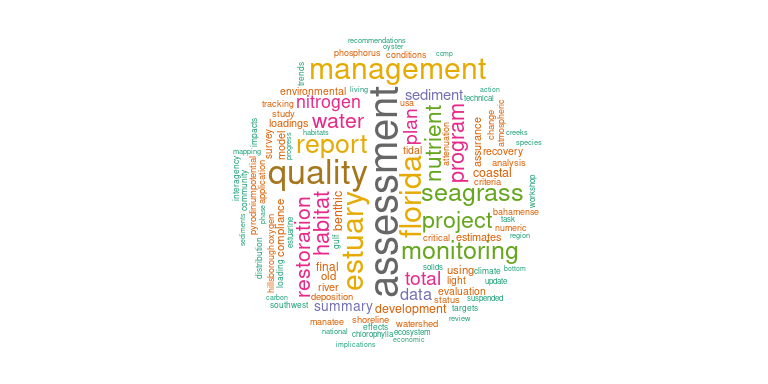 recommendations
oyster
phosphorus
conditions
comp
management
trends
environmental
living
action
nitrogen
sediment
technical
tracking
usa
study
loadings
water
plan
nutrient
program
assurance
change
atmospheric
impacts
survey
model
habitats
progress
report
tidal
attenuation
creeks
species
recovery
mapping
analysis
interagency
community
potential
application
quality
assessment
florida
coastal
criteria
seagrass
workshop
pyrodinium
phase
restoration
habitat
benthic
estuary
project
bahamense
task
numeric
region
sediments
oxygen
compliance
estuarine
gulf
critical
estimates
monitoring
distribution
hillsborough
loading
final
old
river
solids
using
climate
bottom
total
light
update
carbon
deposition
data
evaluation
status
suspended
southwest
summary
development
targets
manatee
shoreline
watershed
review
national
effects
chlorophylla
ecosystem
economic
implications